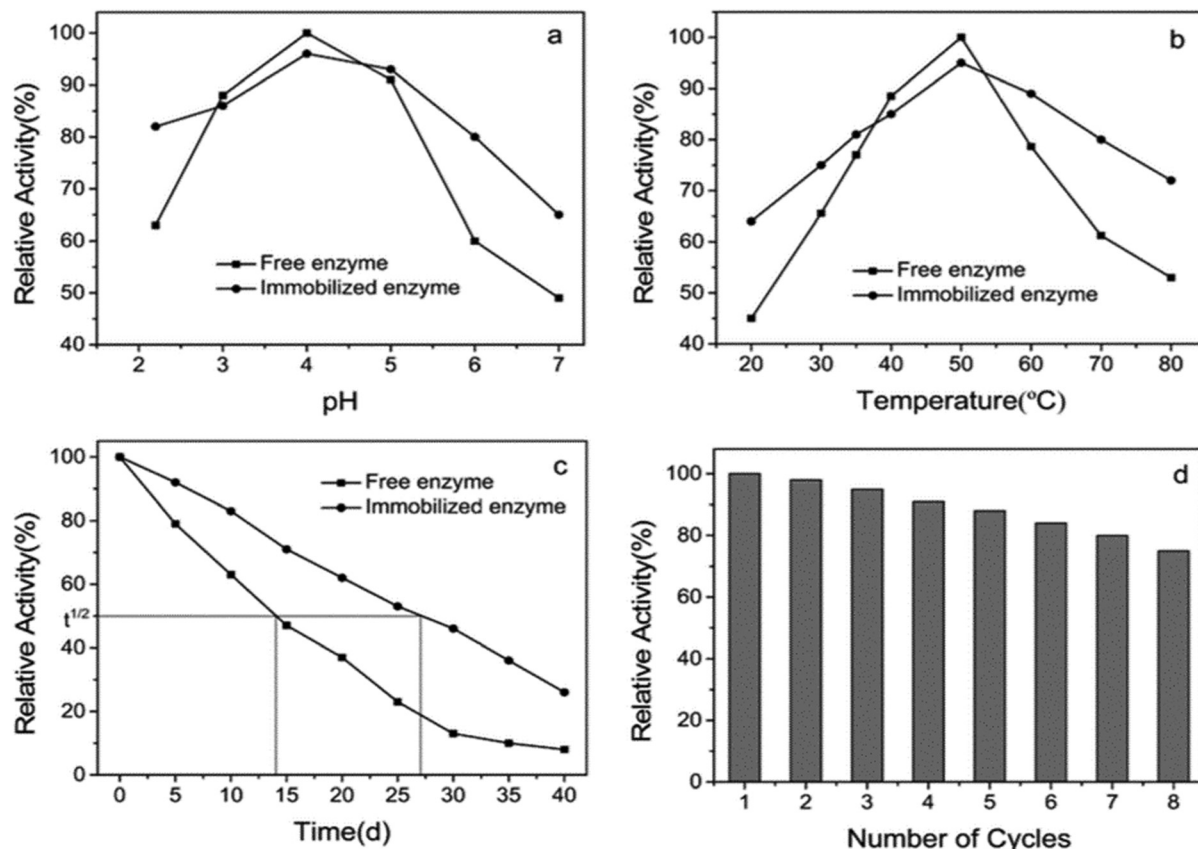 a
Relative Activity(%)
100
90
80
70
60
50
40
Free enzyme
Immobilized enzyme
2 3 4 5 6 7
pH
b
Relative Activity(%)
100
90
80
70
60
50
40
Free enzyme
Immobilized enzyme
20 30 40 50 60 70 80
Temperature(°C)
c
Relative Activity(%)
100
80
60
t1/2
40
20
0
Free enzyme
Immobilized enzyme
0 5 10 15 20 25 30 35 40
Time(d)
d
Relative Activity(%)
100
80
60
40
20
0
1 2 3 4 5 6 7 8
Number of Cycles